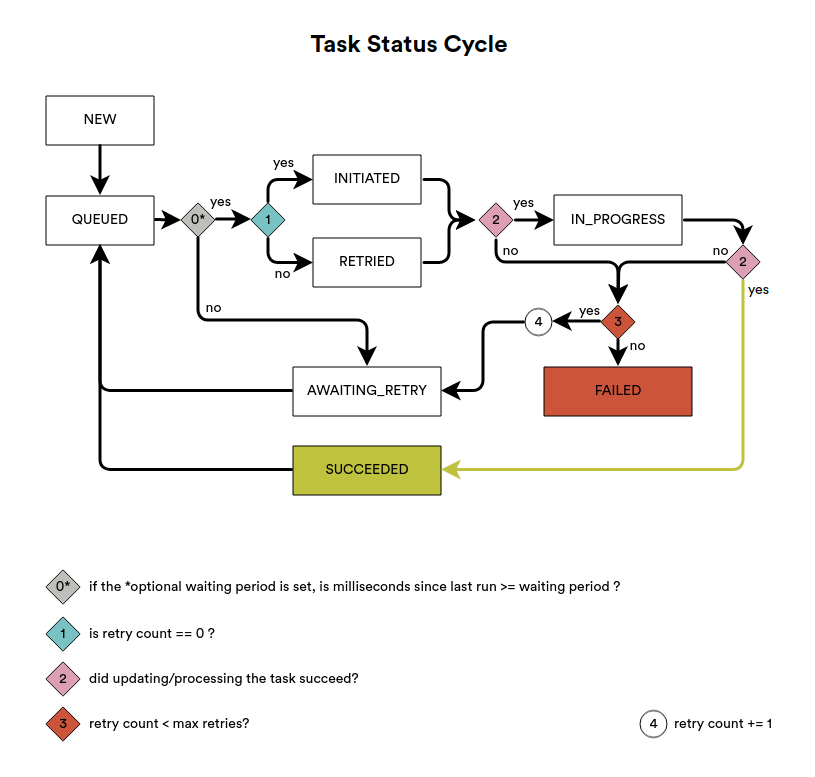 Task Status Cycle
NEW
QUEUED
0*
yes
1
yes
INITIATED
no
RETRIED
2
yes
IN_PROGRESS
no
no
2
yes
no
4
yes
3
no
AWAITING_RETRY
FAILED
SUCCEEDED
0* if the *optional waiting period is set, is milliseconds since last run >= waiting period ?
1 is retry count == 0 ?
2 did updating/processing the task succeed?
3 retry count < max retries?
4 retry count += 1